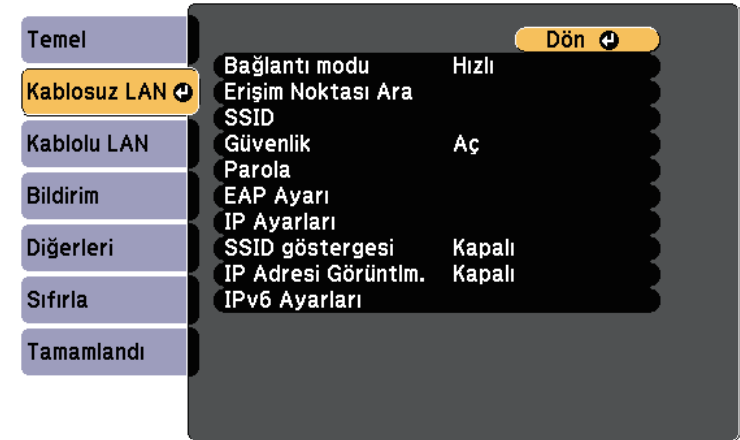 Temel
Kablosuz LAN
Kablolu LAN
Bildirim
Diğerleri
Sıfırla
Tamamlandı
Dön
Bağlantı modu Hızlı
Erişim Noktası Ara
SSID
Güvenlik Aç
Parola
EAP Ayarı
IP Ayarları
SSID göstergesi Kapalı
IP Adresi Görüntlm. Kapalı
IPv6 Ayarları